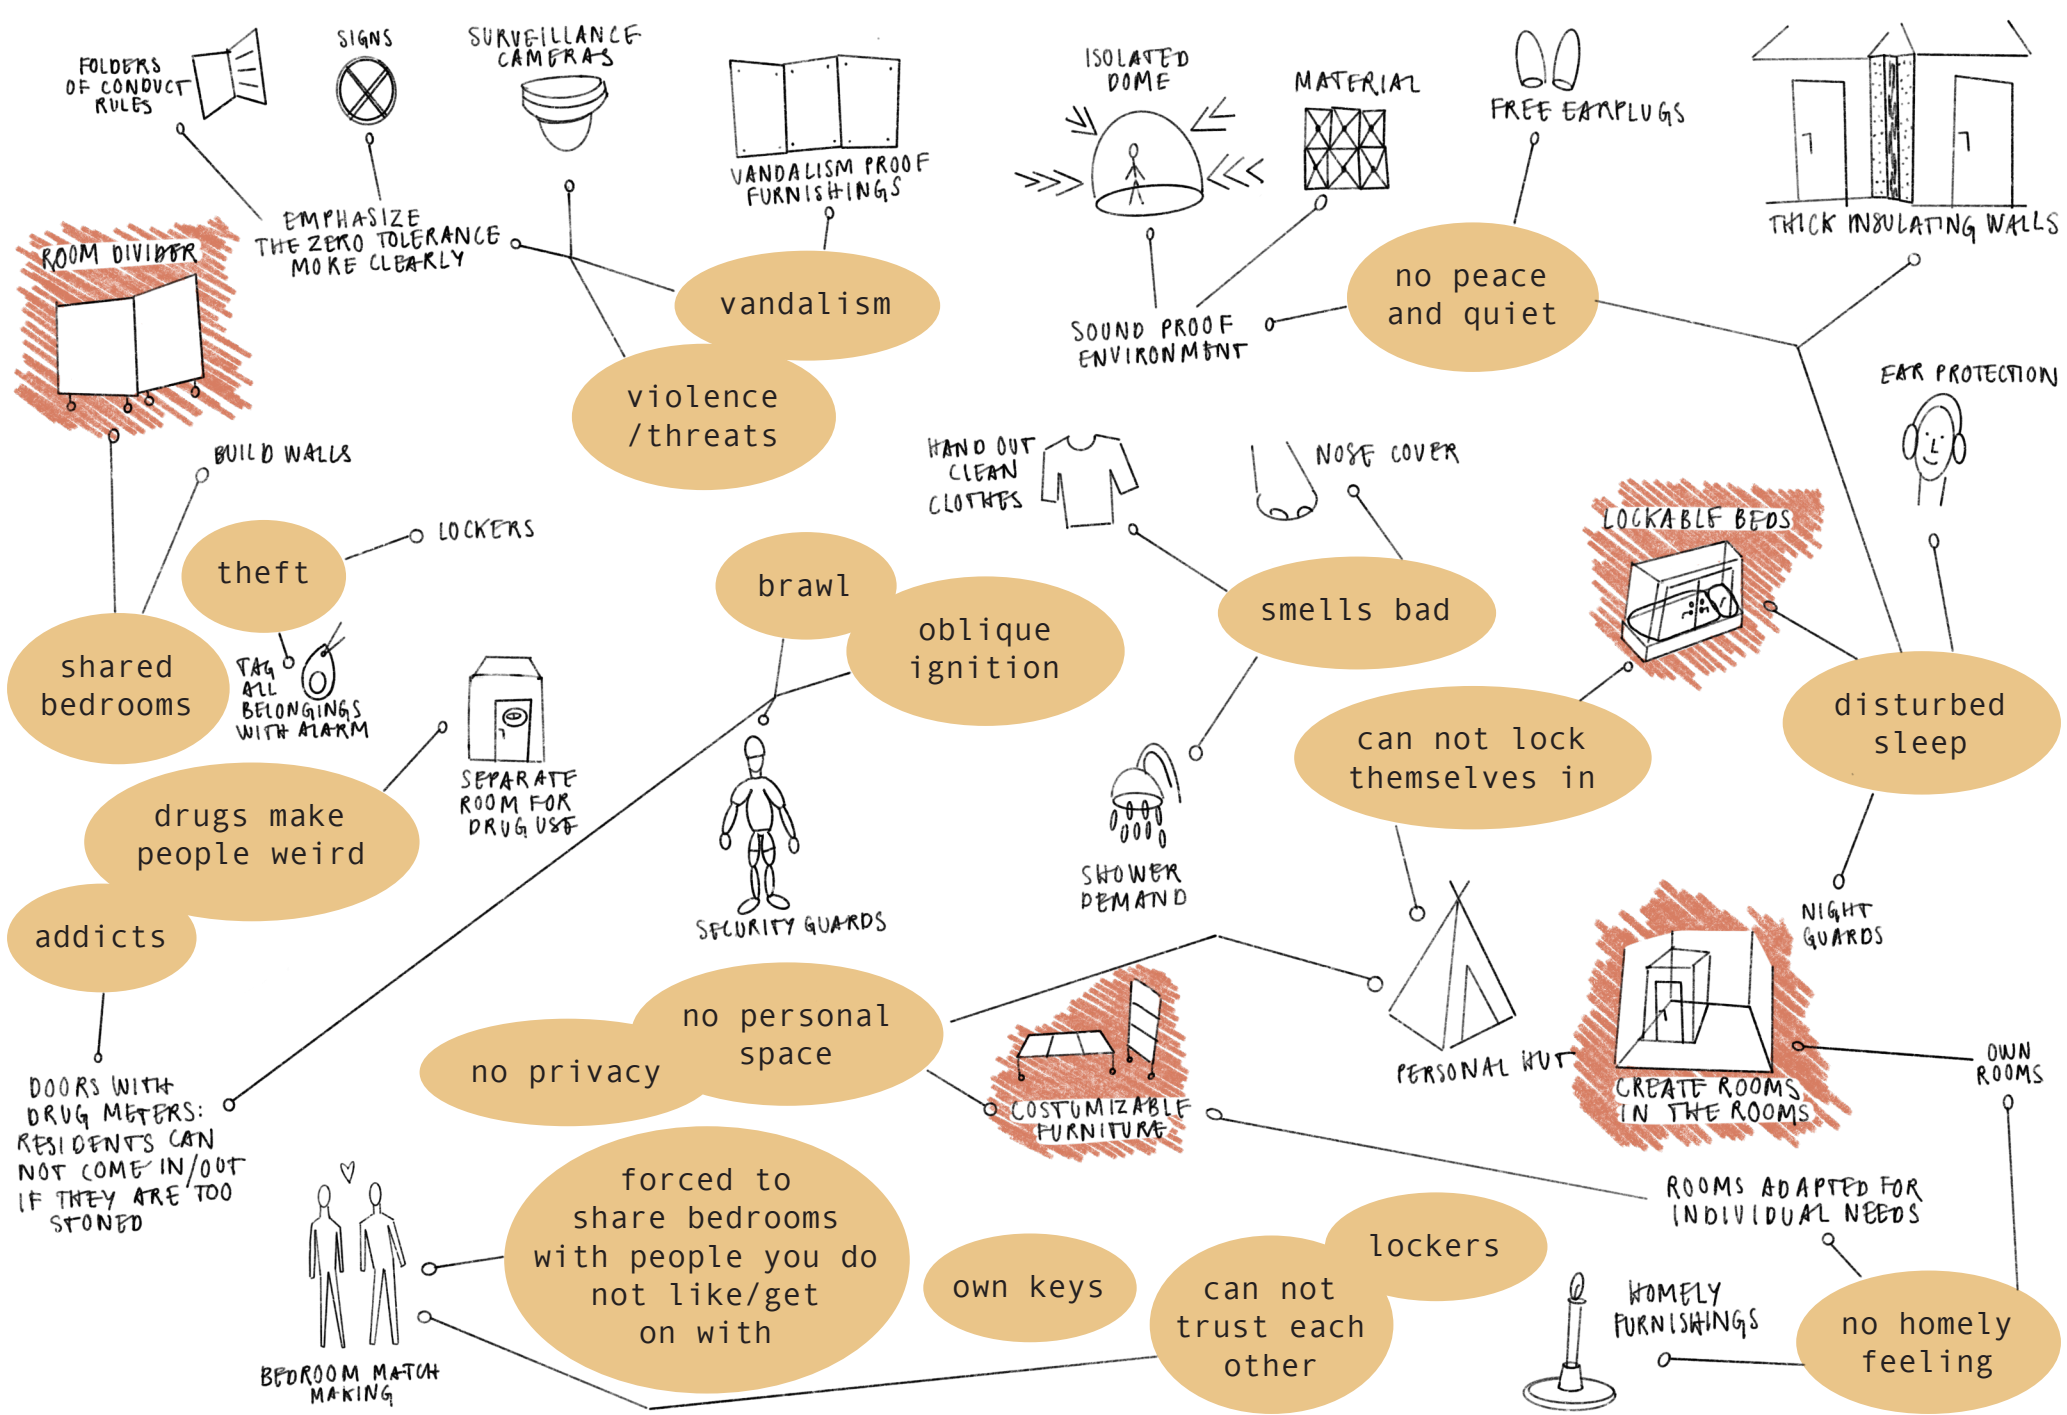 FOLDERS
OF CONDUCT
RULES
SIGNS
SURVEILLANCE
CAMERAS
VANDALISM PROOF
FURNISHINGS
ISOLATED
DOME
MATERIAL
FREE EARPLUGS
THICK INSULATING WALLS
ROOM DIVIDER
EMPHASIZE
THE ZERO TOLERANCE
MORE CLEARLY
vandalism
violence
/threats
SOUND PROOF
ENVIRONMENT
no peace
and quiet
EAR PROTECTION
BUILD WALLS
LOCKERS
theft
shared
bedrooms
TAG
ALL
BELONGINGS
WITH ALARM
HAND OUT
CLEAN
CLOTHES
NOSE COVER
LOCKABLE BEDS
brawl
oblique
ignition
smells bad
can not lock
themselves in
disturbed
sleep
drugs make
people weird
addicts
SEPARATE
ROOM FOR
DRUG USE
SECURITY GUARDS
SHOWER
DEMAND
NIGHT
GUARDS
no personal
space
no privacy
COSTUMIZABLE
FURNITURE
PERSONAL HUT
CREATE ROOMS
IN THE ROOMS
OWN
ROOMS
DOORS WITH
DRUG METERS:
RESIDENTS CAN
NOT COME IN/OUT
IF THEY ARE TOO
STONED
BEDROOM MATCH
MAKING
forced to
share bedrooms
with people you do
not like/get
on with
own keys
can not
trust each
other
lockers
ROOMS ADAPTED FOR
INDIVIDUAL NEEDS
HOMELY
FURNISHINGS
no homely
feeling